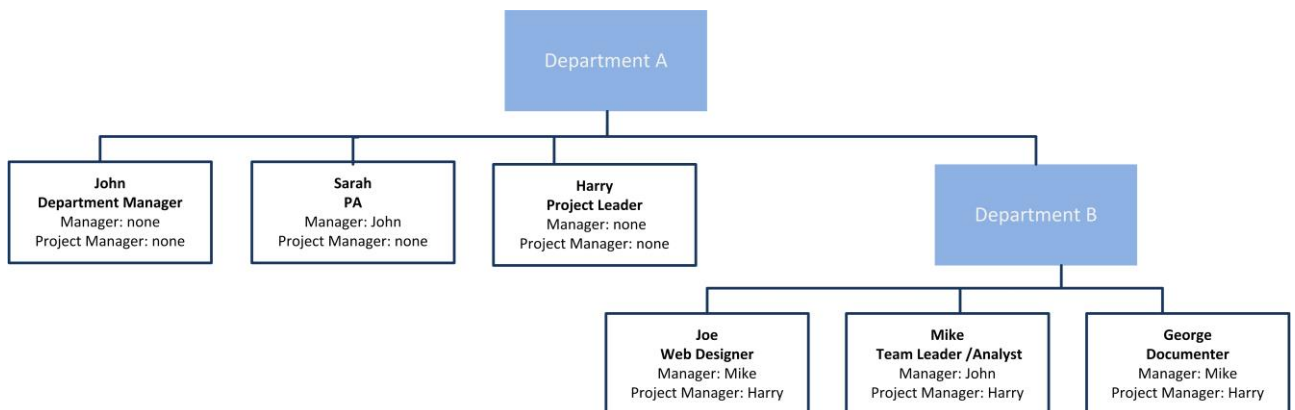 Department A
John
Department Manager
Manager: none
Project Manager: none
Sarah
PA
Manager: John
Project Manager: none
Harry
Project Leader
Manager: none
Project Manager: none
Department B
Joe
Web Designer
Manager: Mike
Project Manager: Harry
Mike
Team Leader /Analyst
Manager: John
Project Manager: Harry
George
Documenter
Manager: Mike
Project Manager: Harry